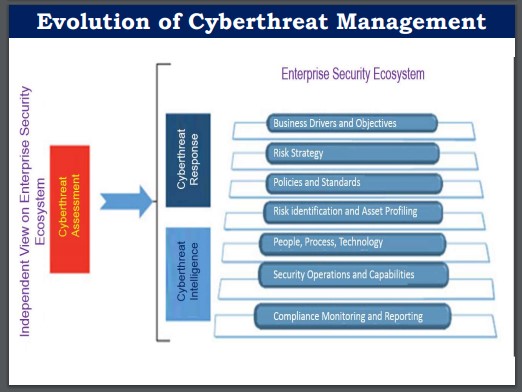 Evolution of Cyberthreat Management
Independent View on Enterprise Security
Ecosystem
Cyberthreat
Assessment
Cyberthreat
Response
Cyberthreat
Intelligence
Enterprise Security Ecosystem
Business Drivers and Objectives
Risk Strategy
Policies and Standards
Risk identification and Asset Profiling
People, Process, Technology
Security Operations and Capabilities
Compliance Monitoring and Reporting